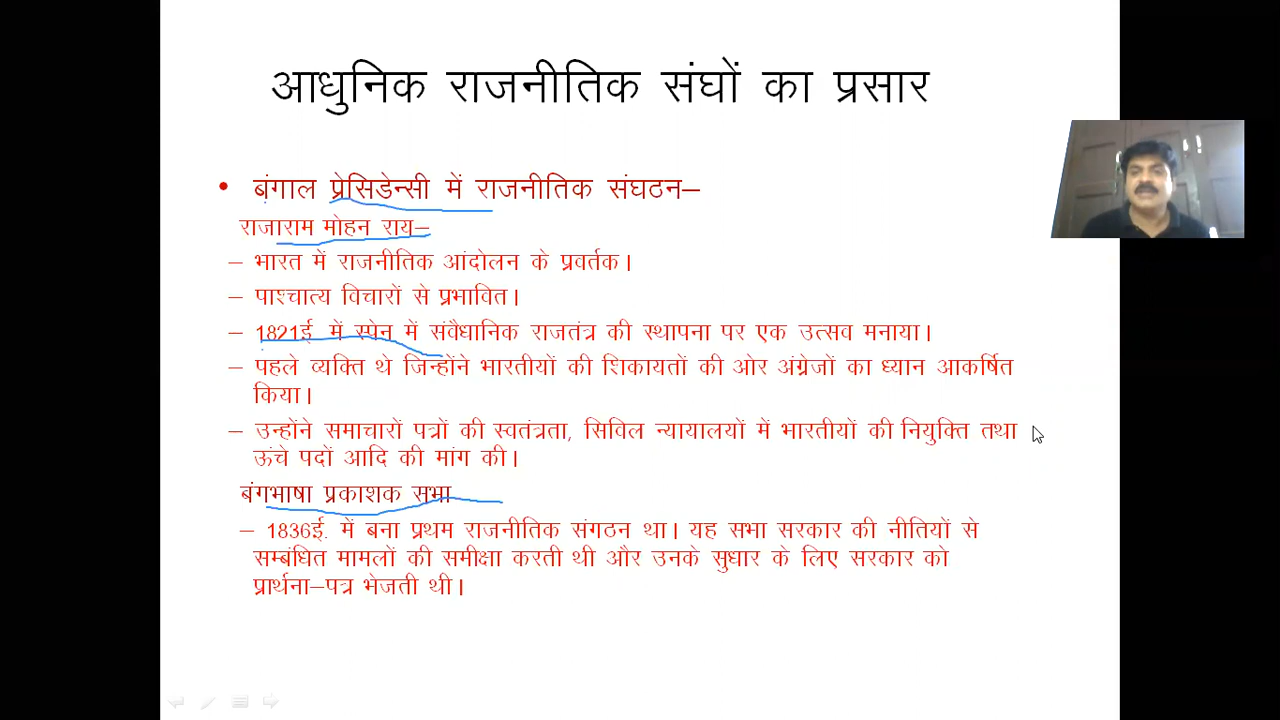 आधुनिक राजनीतिक संघों का प्रसार
• बंगाल प्रेसिडेन्सी में राजनीतिक संघठन–
राजाराम मोहन राय–
– भारत में राजनीतिक आंदोलन के प्रवर्तक।
– पाश्चात्य विचारों से प्रभावित।
– 1821ई. में स्पेन में संवैधानिक राजतंत्र की स्थापना पर एक उत्सव मनाया।
– पहले व्यक्ति थे जिन्होंने भारतीयों की शिकायतों की ओर अंग्रेजों का ध्यान आकर्षित
किया।
– उन्होंने समाचारों पत्रों की स्वतंत्रता, सिविल न्यायालयों में भारतीयों की नियुक्ति तथा
ऊंचे पदों आदि की मांग की।
बंगभाषा प्रकाशक सभा
– 1836ई. में बना प्रथम राजनीतिक संगठन था। यह सभा सरकार की नीतियों से
सम्बंधित मामलों की समीक्षा करती थी और उनके सुधार के लिए सरकार को
प्रार्थना–पत्र भेजती थी।